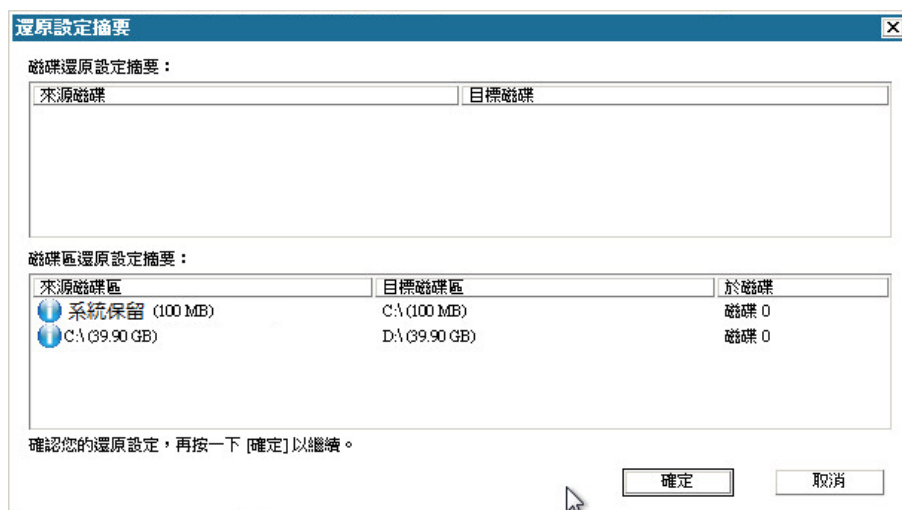 還原設定摘要
磁碟還原設定摘要：
來源磁碟 目標磁碟
磁碟區還原設定摘要：
來源磁碟區 目標磁碟區 於磁碟
系統保留 (100 MB) C:\ (100 MB) 磁碟 0
C:\ (39.90 GB) D:\ (39.90 GB) 磁碟 0
確認您的還原設定，再按一下 [確定] 以繼續。
確定 取消